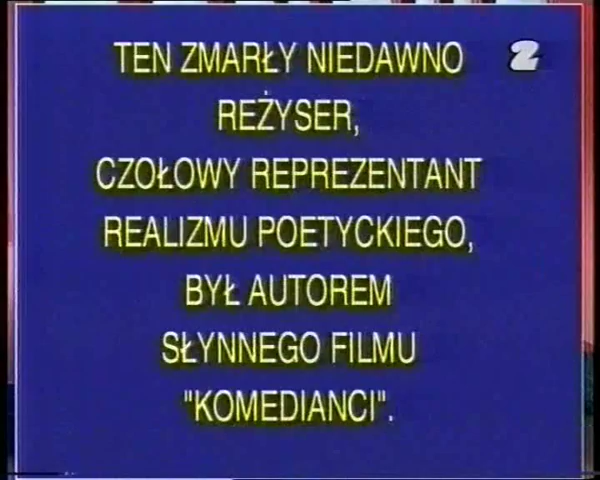 TEN ZMARŁY NIEDAWNO
2
REŻYSER,
CZOŁOWY REPREZENTANT
REALIZMU POETYCKIEGO,
BYŁ AUTOREM
SŁYNNEGO FILMU
"KOMEDIANCI".